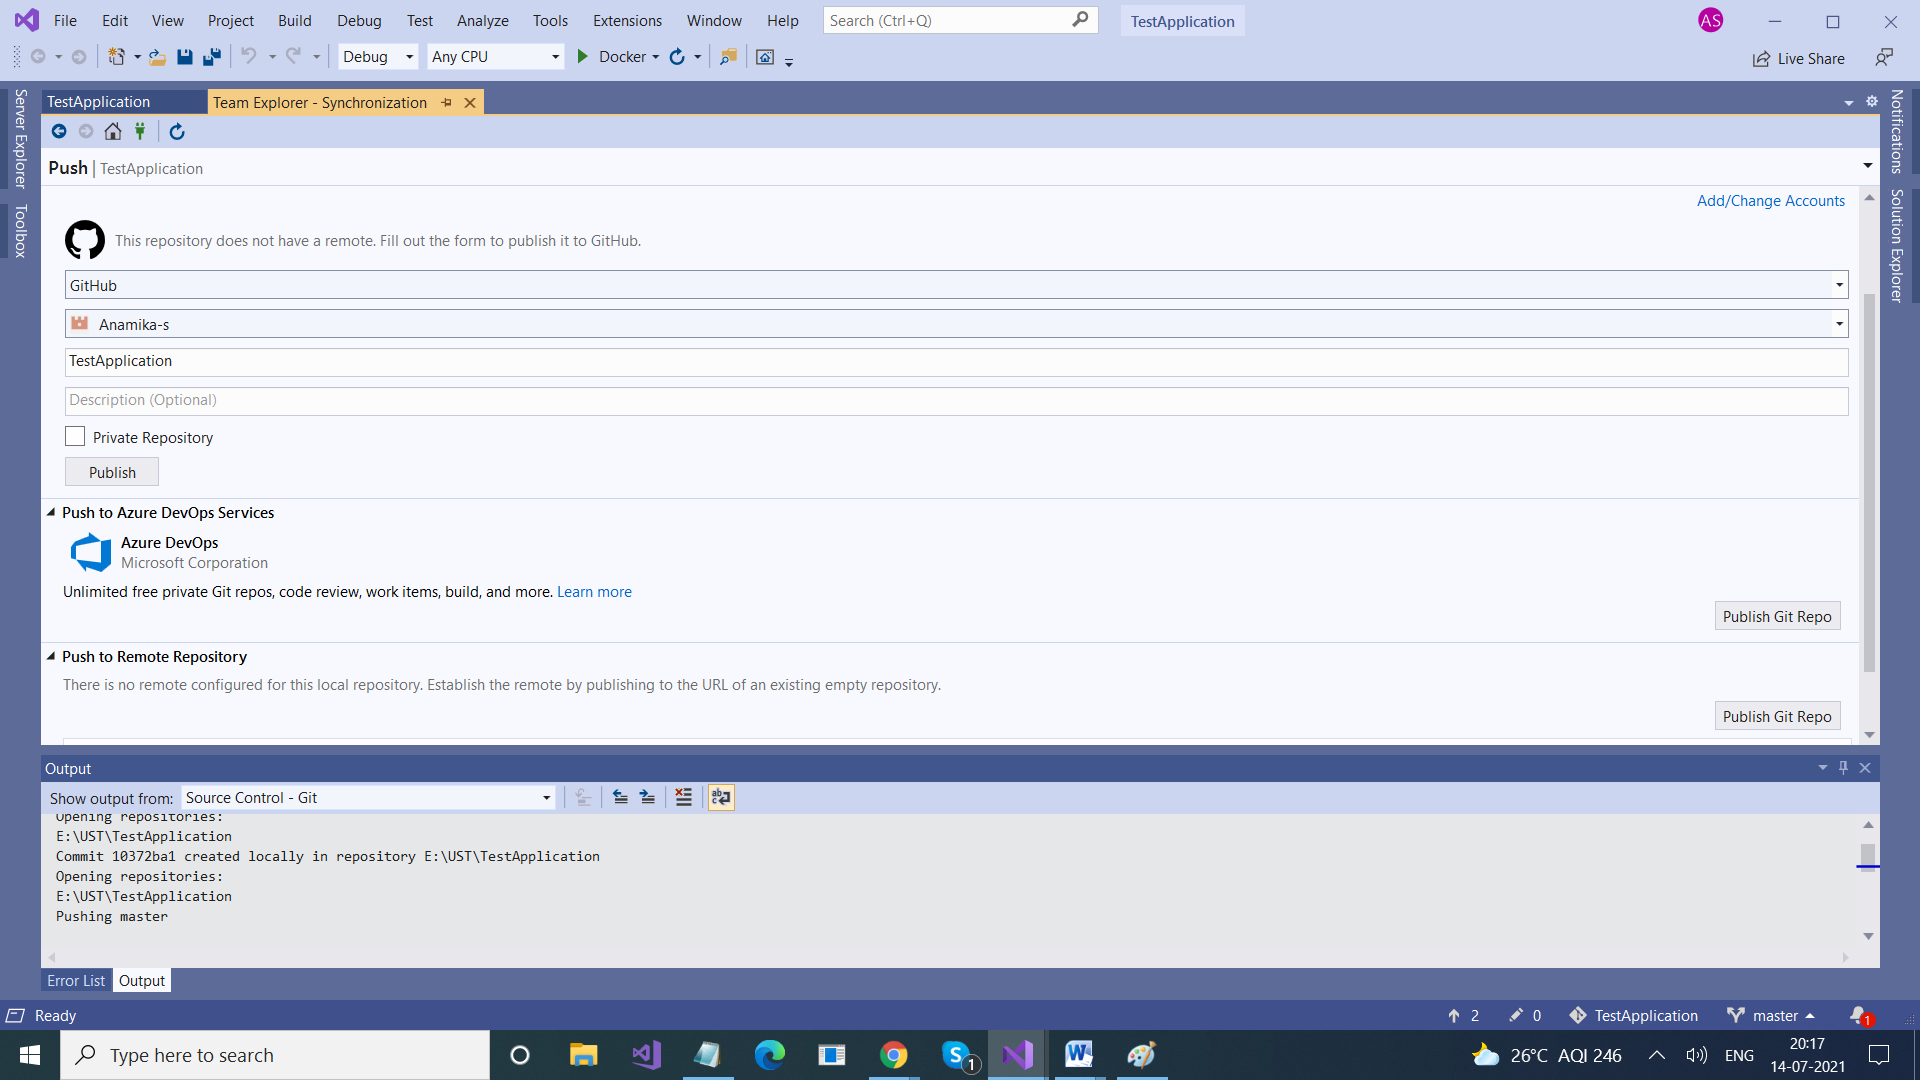 File Edit View Project Build Debug Test Analyze Tools Extensions Window Help Search (Ctrl+Q) TestApplication AS
Debug Any CPU Docker Live Share
Server Explorer
Toolbox
TestApplication Team Explorer - Synchronization
Notifications
Solution Explorer
Push | TestApplication
Add/Change Accounts
This repository does not have a remote. Fill out the form to publish it to GitHub.
GitHub
Anamika-s
TestApplication
Description (Optional)
Private Repository
Publish
Push to Azure DevOps Services
Azure DevOps
Microsoft Corporation
Unlimited free private Git repos, code review, work items, build, and more. Learn more
Publish Git Repo
Push to Remote Repository
There is no remote configured for this local repository. Establish the remote by publishing to the URL of an existing empty repository.
Publish Git Repo
Output
Show output from: Source Control - Git
Opening repositories:
E:\UST\TestApplication
Commit 10372ba1 created locally in repository E:\UST\TestApplication
Opening repositories:
E:\UST\TestApplication
Pushing master
Error List Output
Ready 2 0 TestApplication master 1
Type here to search 1 26°C AQI 246 ENG 20:17
14-07-2021